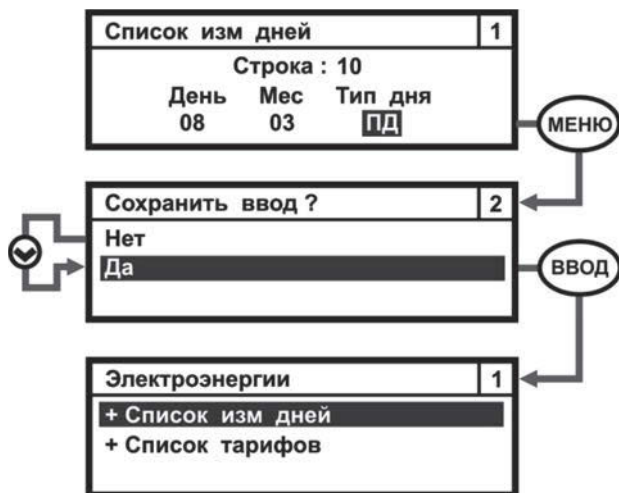 Список изм дней 1
Строка : 10
День Мес Тип дня
08 03 ПД
МЕНЮ
Сохранить ввод ? 2
Нет
Да
ВВОД
Электроэнергии 1
+ Список изм дней
+ Список тарифов